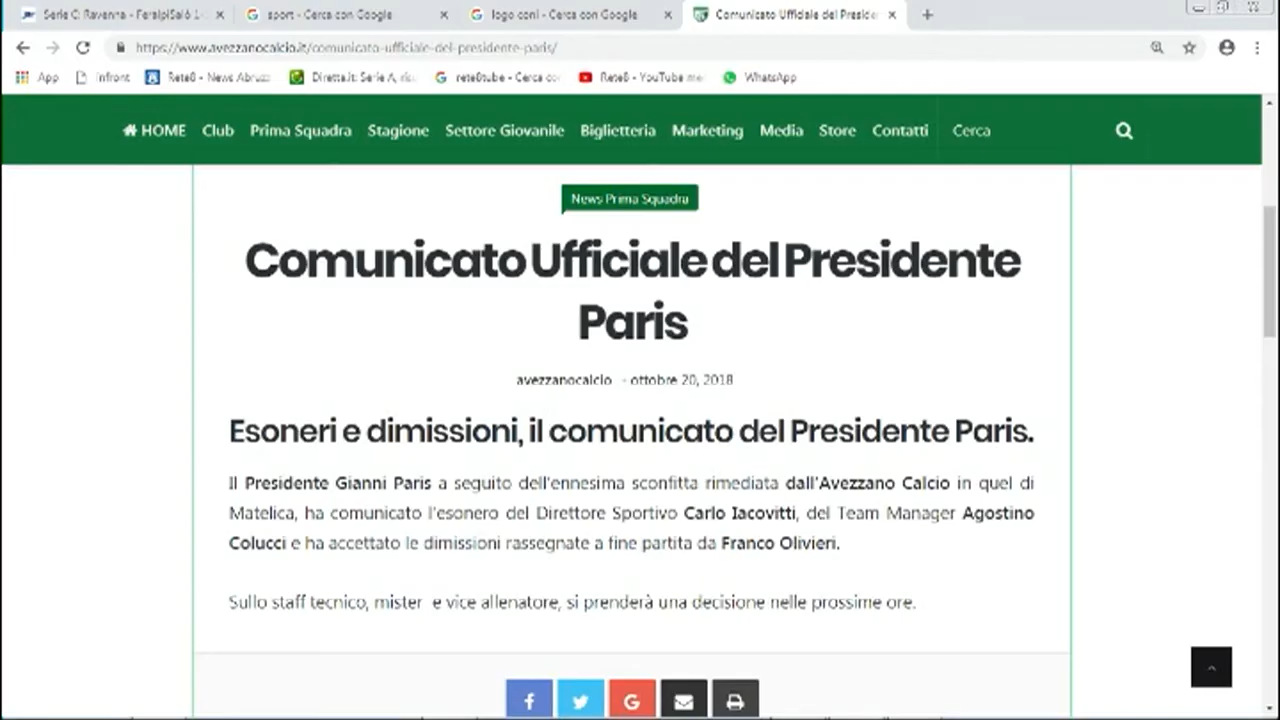 Serie C: Ravenna - FeralpiSalò 1-
sport - Cerca con Google
logo coni - Cerca con Google
Comunicato Ufficiale del Preside
https://www.avezzanocalcio.it/comunicato-ufficiale-del-presidente-paris/
App
Infront
Rete8 - News Abruz
Diretta.it: Serie A, ris
rete8tube - Cerca co
Rete8 - YouTube
WhatsApp
HOME Club Prima Squadra Stagione Settore Giovanile Biglietteria Marketing Media Store Contatti Cerca
News Prima Squadra
Comunicato Ufficiale del Presidente
Paris
avezzanocalcio - ottobre 20, 2018
Esoneri e dimissioni, il comunicato del Presidente Paris.
Il Presidente Gianni Paris a seguito dell'ennesima sconfitta rimediata dall'Avezzano Calcio in quel di
Matelica, ha comunicato l'esonero del Direttore Sportivo Carlo Iacovitti, del Team Manager Agostino
Colucci e ha accettato le dimissioni rassegnate a fine partita da Franco Olivieri.
Sullo staff tecnico, mister e vice allenatore, si prenderà una decisione nelle prossime ore.